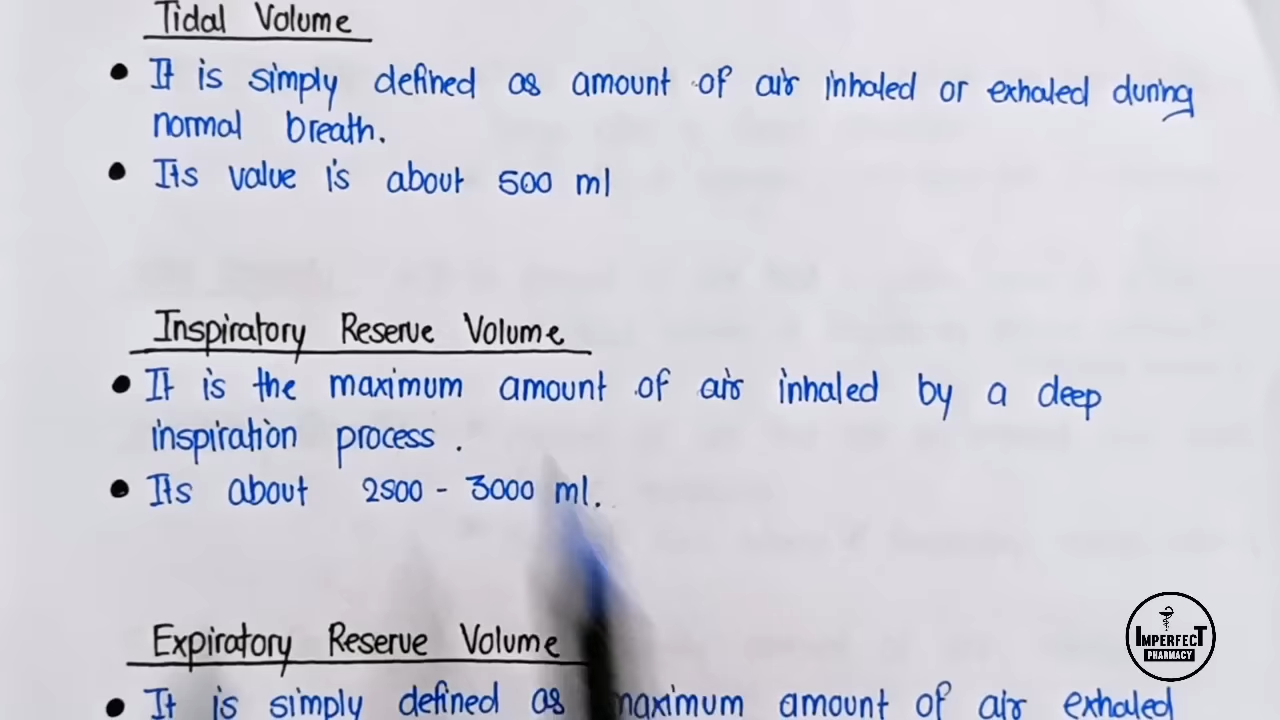 Tidal Volume
• It is simply defined as amount of air inhaled or exhaled during
normal breath.
• Its value is about 500 ml
Inspiratory Reserve Volume
• It is the maximum amount of air inhaled by a deep
inspiration process.
• Its about 2500 - 3000 ml.
Expiratory Reserve Volume
• It is simply defined as maximum amount of air exhaled
IMPERFECT
PHARMACY